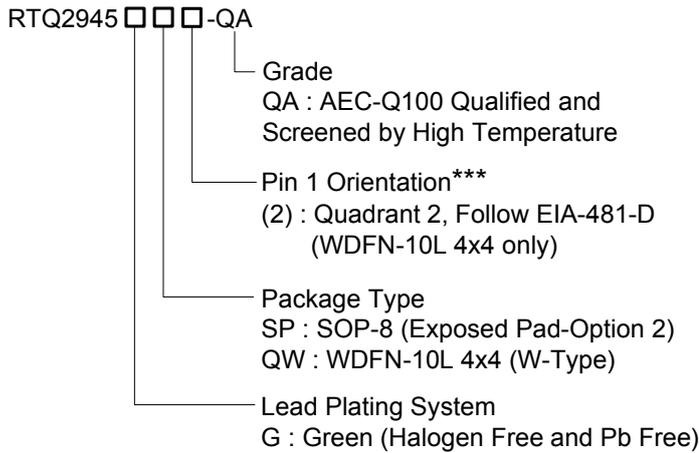 RTQ2945 □ □ □-QA
Grade
QA : AEC-Q100 Qualified and
Screened by High Temperature
Pin 1 Orientation***
(2) : Quadrant 2, Follow EIA-481-D
(WDFN-10L 4x4 only)
Package Type
SP : SOP-8 (Exposed Pad-Option 2)
QW : WDFN-10L 4x4 (W-Type)
Lead Plating System
G : Green (Halogen Free and Pb Free)